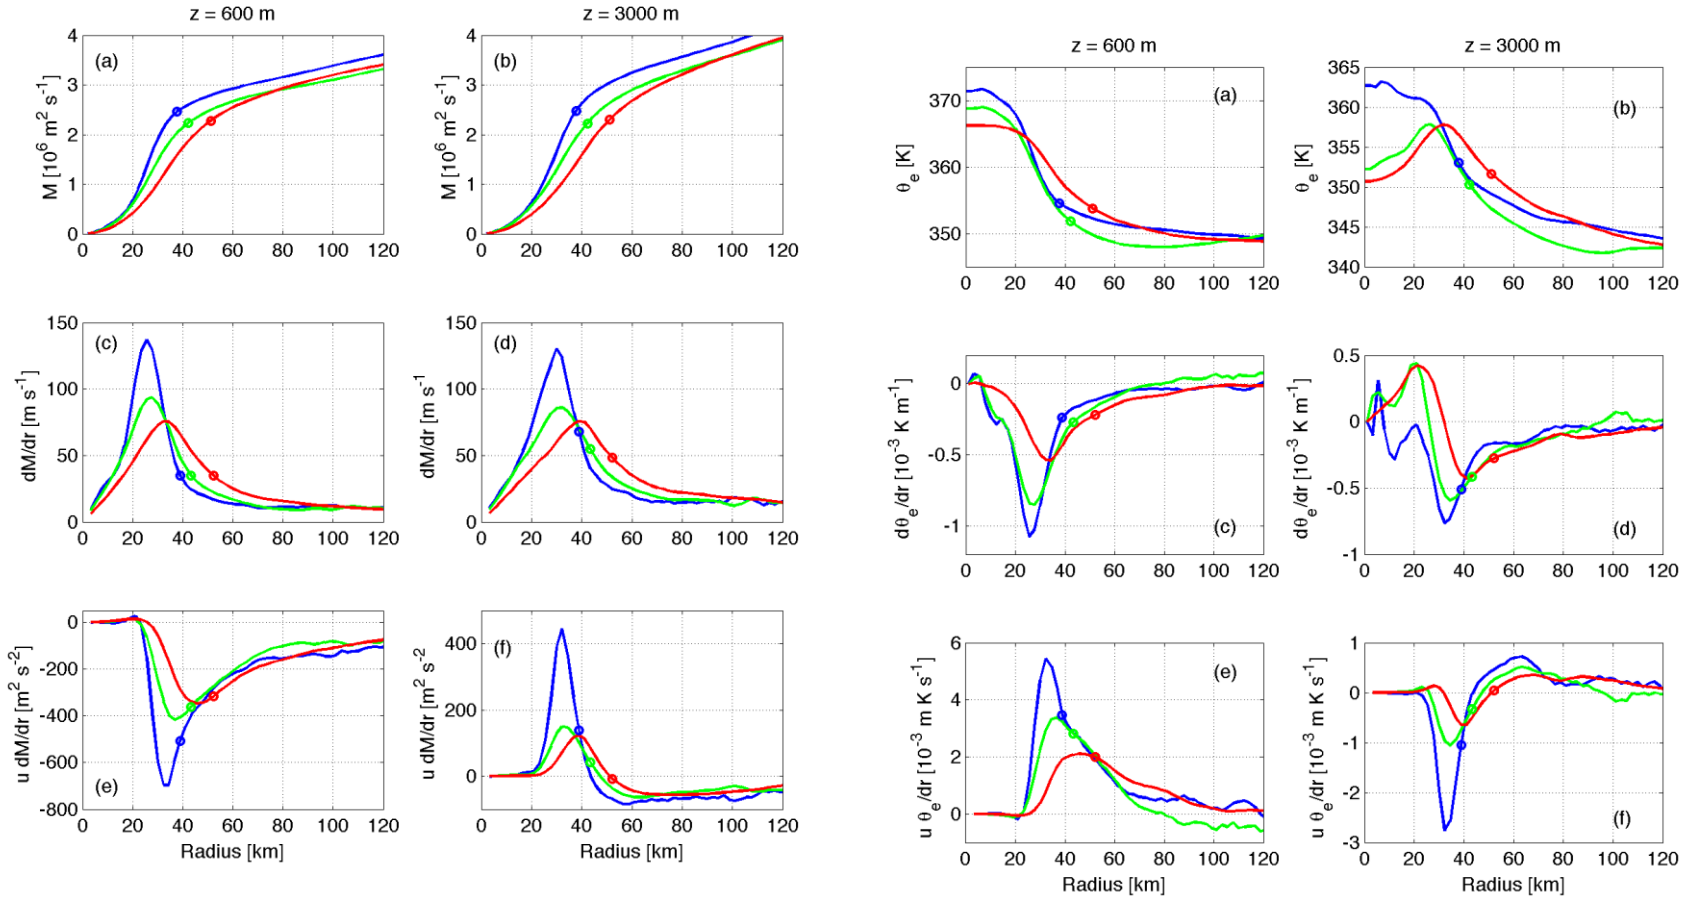 z = 600 m
z = 3000 m
(a)
M [10^6 m^2 s^-1]
4
3
2
1
0
0 20 40 60 80 100 120
(b)
M [10^6 m^2 s^-1]
4
3
2
1
0
0 20 40 60 80 100 120
(c)
dM/dr [m s^-1]
150
100
50
0
0 20 40 60 80 100 120
(d)
dM/dr [m s^-1]
150
100
50
0
0 20 40 60 80 100 120
(e)
u dM/dr [m^2 s^-2]
0
-200
-400
-600
-800
0 20 40 60 80 100 120
Radius [km]
(f)
u dM/dr [m^2 s^-2]
400
200
0
0 20 40 60 80 100 120
Radius [km]
z = 600 m
z = 3000 m
(a)
θ_e [K]
370
360
350
0 20 40 60 80 100 120
(b)
θ_e [K]
365
360
355
350
345
340
0 20 40 60 80 100 120
(c)
dθ_e/dr [10^-3 K m^-1]
0
-0.5
-1
0 20 40 60 80 100 120
(d)
dθ_e/dr [10^-3 K m^-1]
0.5
0
-0.5
-1
0 20 40 60 80 100 120
(e)
u θ_e/dr [10^-3 m K s^-1]
6
4
2
0
0 20 40 60 80 100 120
Radius [km]
(f)
u θ_e/dr [10^-3 m K s^-1]
1
0
-1
-2
-3
0 20 40 60 80 100 120
Radius [km]